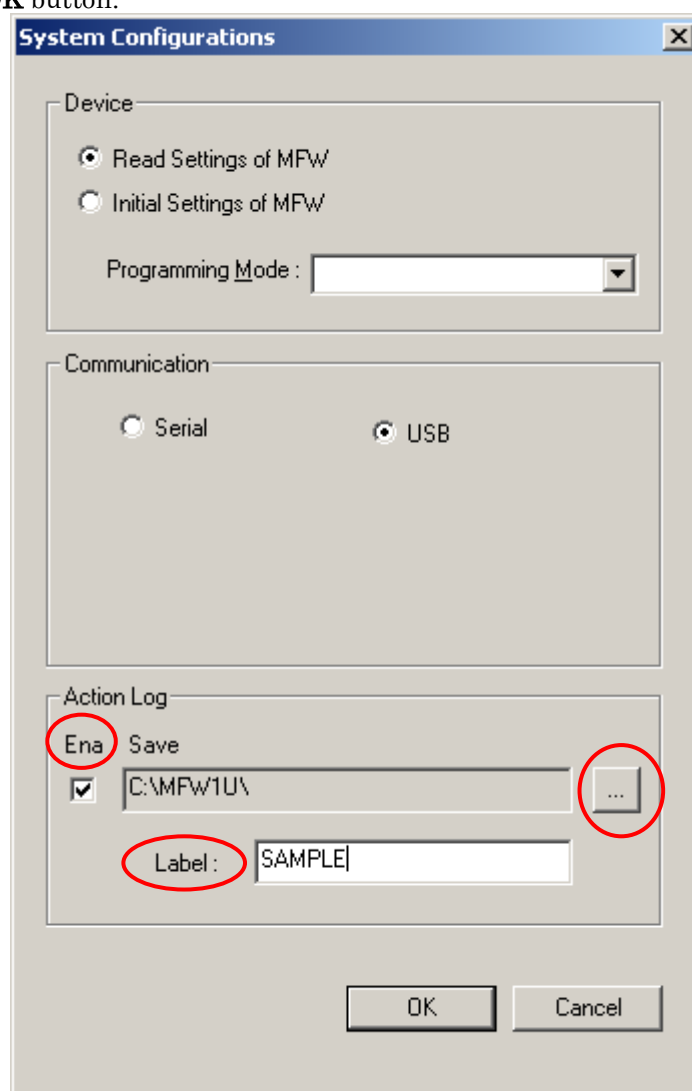 K button.
System Configurations
Device
Read Settings of MFW
Initial Settings of MFW
Programming Mode :
Communication
Serial USB
Action Log
Ena Save
C:\MFW1U\ ...
Label : SAMPLE
OK Cancel